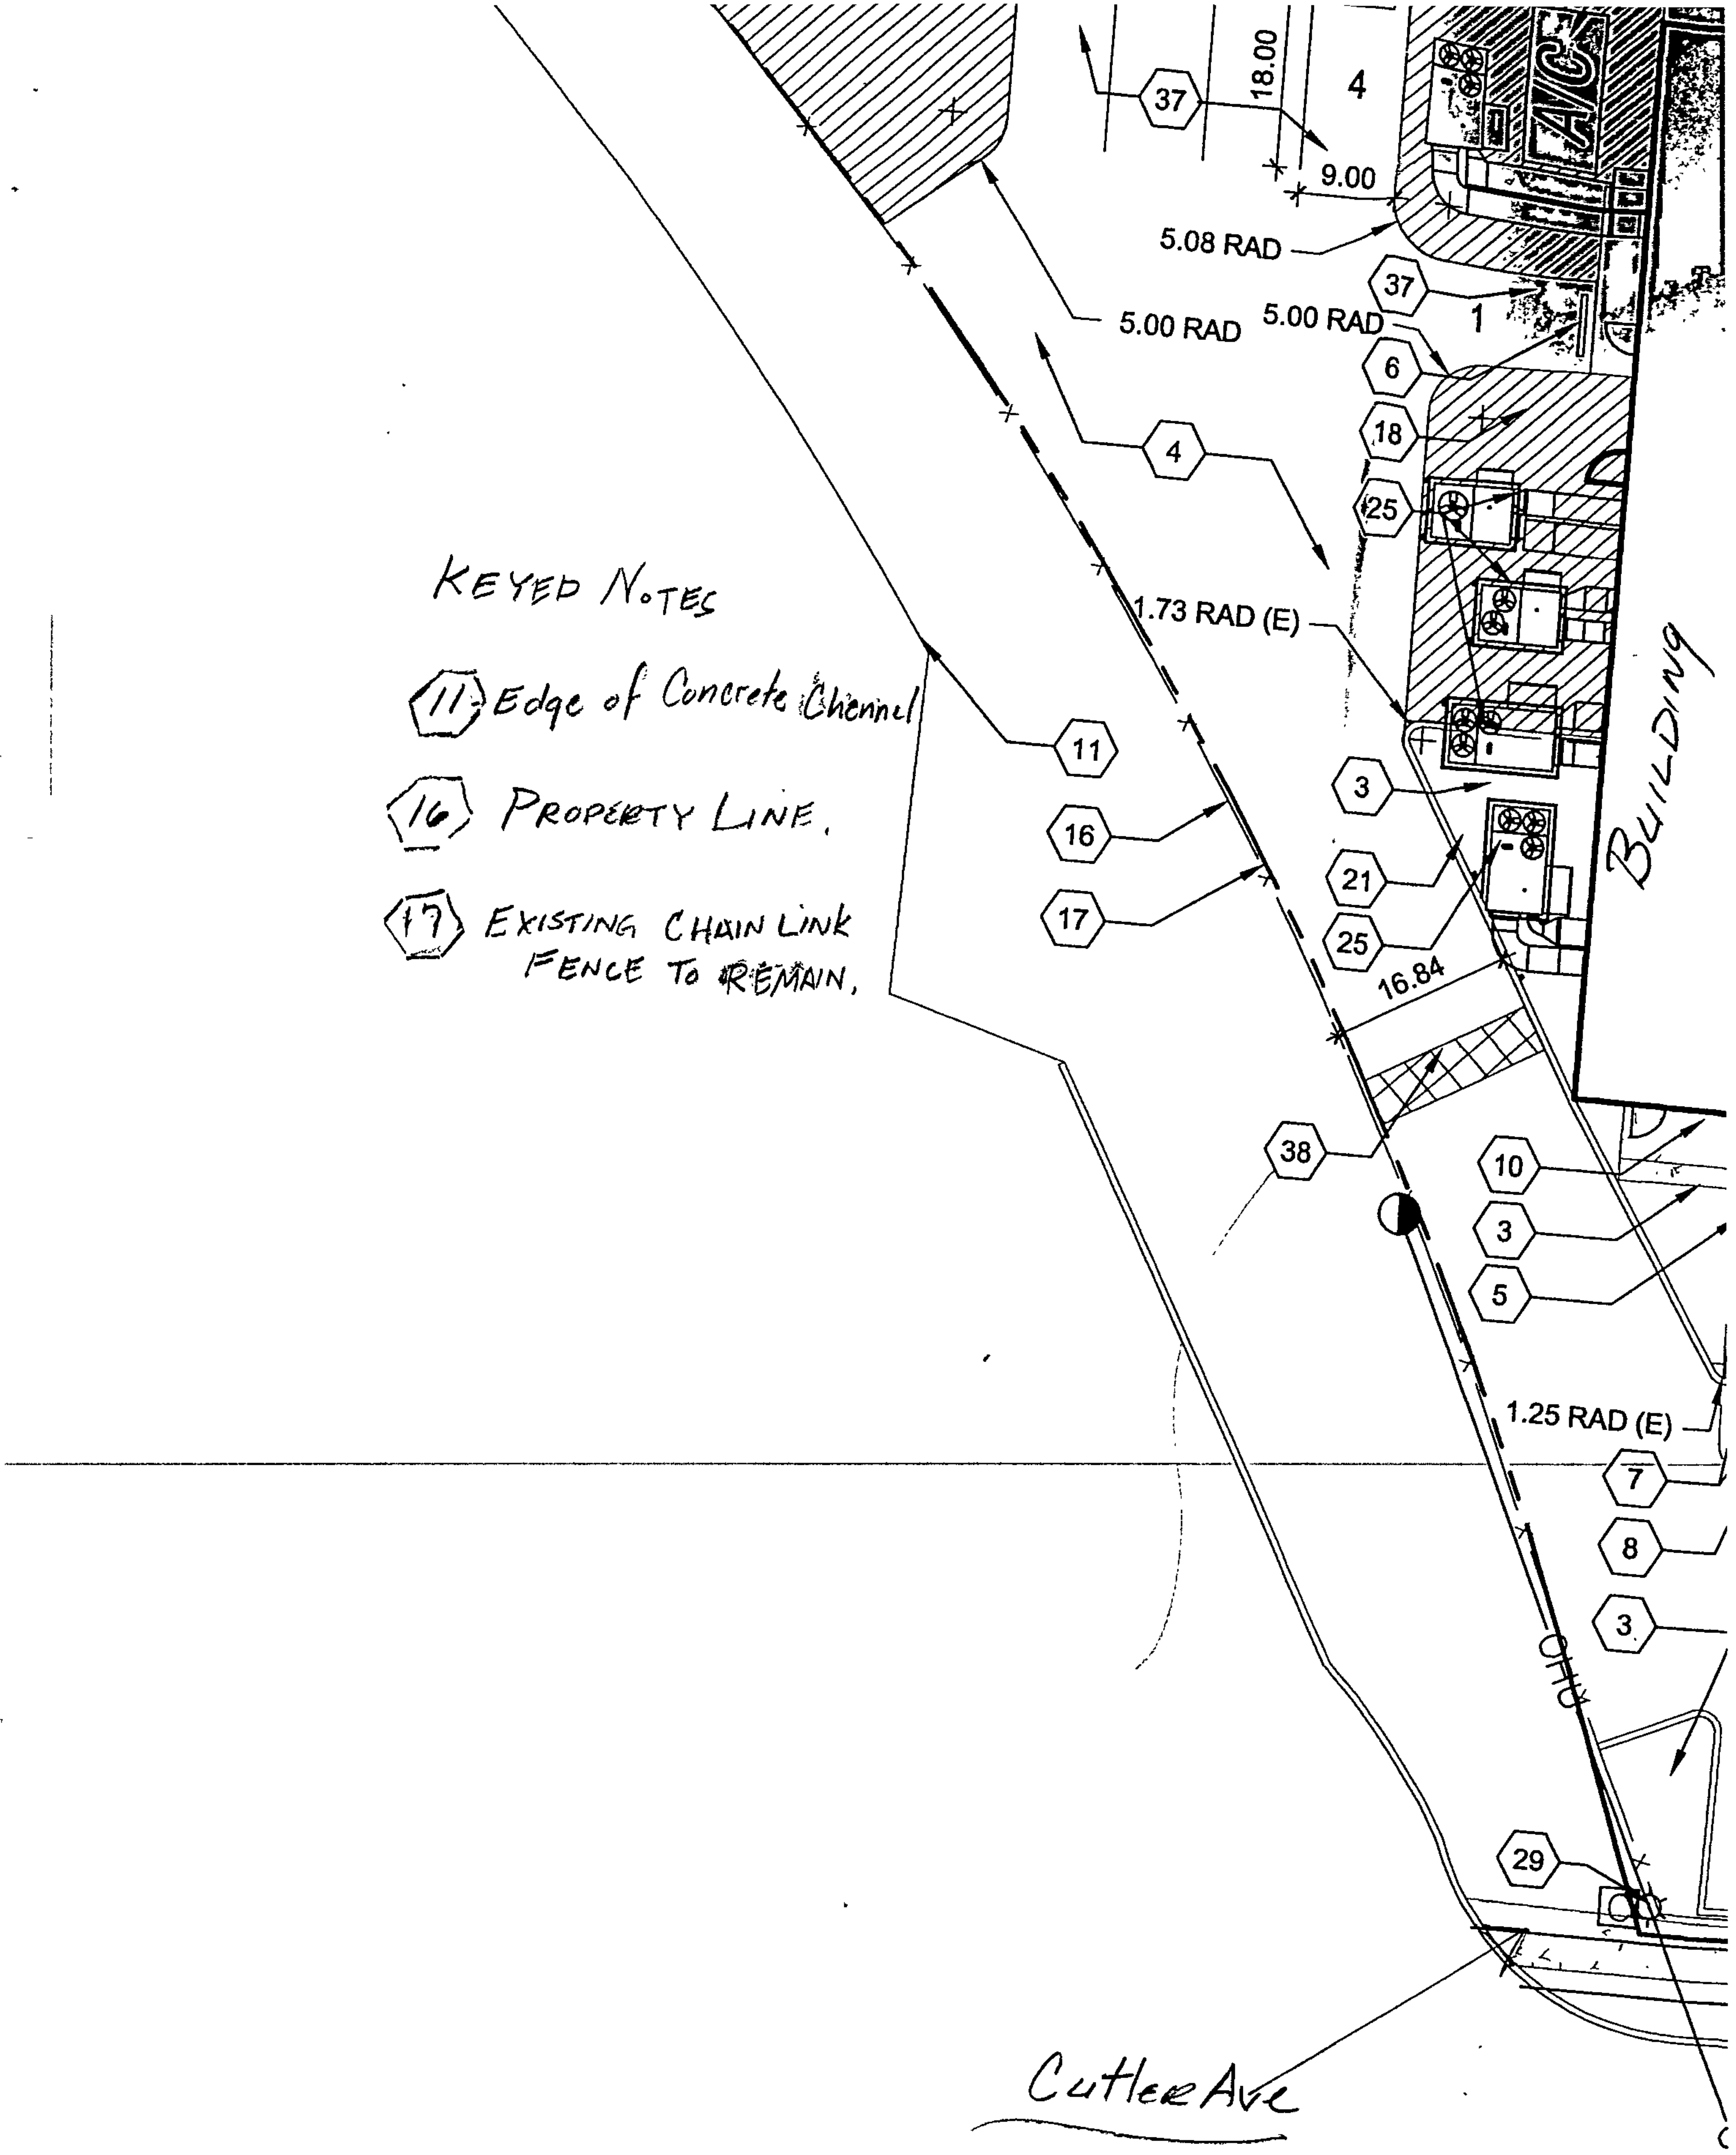 18.00
4
A/C
37
9.00
5.08 RAD
37
5.00 RAD
5.00 RAD
1
6
18
4
25
KEYED NOTES
1.73 RAD (E)
BUILDING
11 Edge of Concrete Channel
11
3
16 PROPERTY LINE.
16
21
17 EXISTING CHAIN LINK
FENCE TO REMAIN.
17
25
16.84
38
10
3
5
1.25 RAD (E)
7
8
3
OHU
29
Cutler Ave